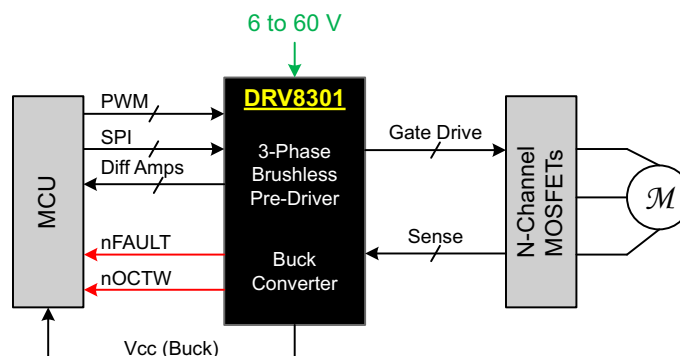 6 to 60 V
DRV8301
3-Phase
Brushless
Pre-Driver
Buck
Converter
MCU
PWM
SPI
Diff Amps
nFAULT
nOCTW
Vcc (Buck)
Gate Drive
Sense
N-Channel
MOSFETs
M